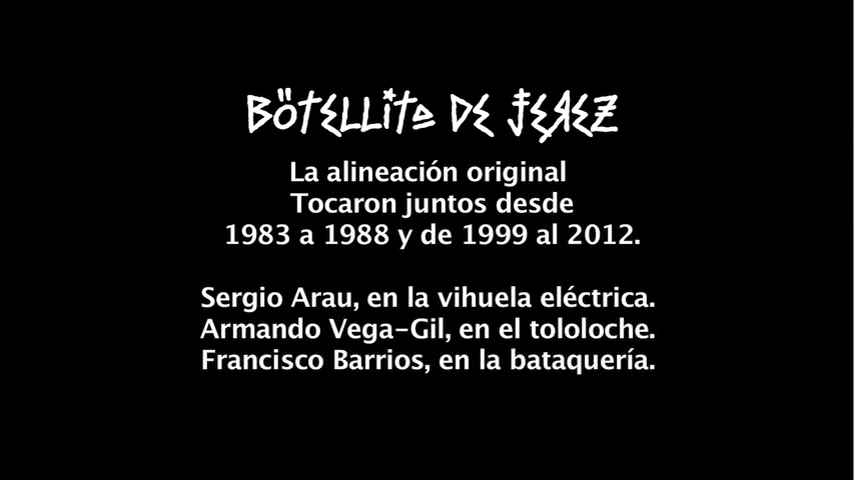 BÖTELLITA DE JEREZ
La alineación original
Tocaron juntos desde
1983 a 1988 y de 1999 al 2012.
Sergio Arau, en la vihuela eléctrica.
Armando Vega-Gil, en el tololoche.
Francisco Barrios, en la bataquería.